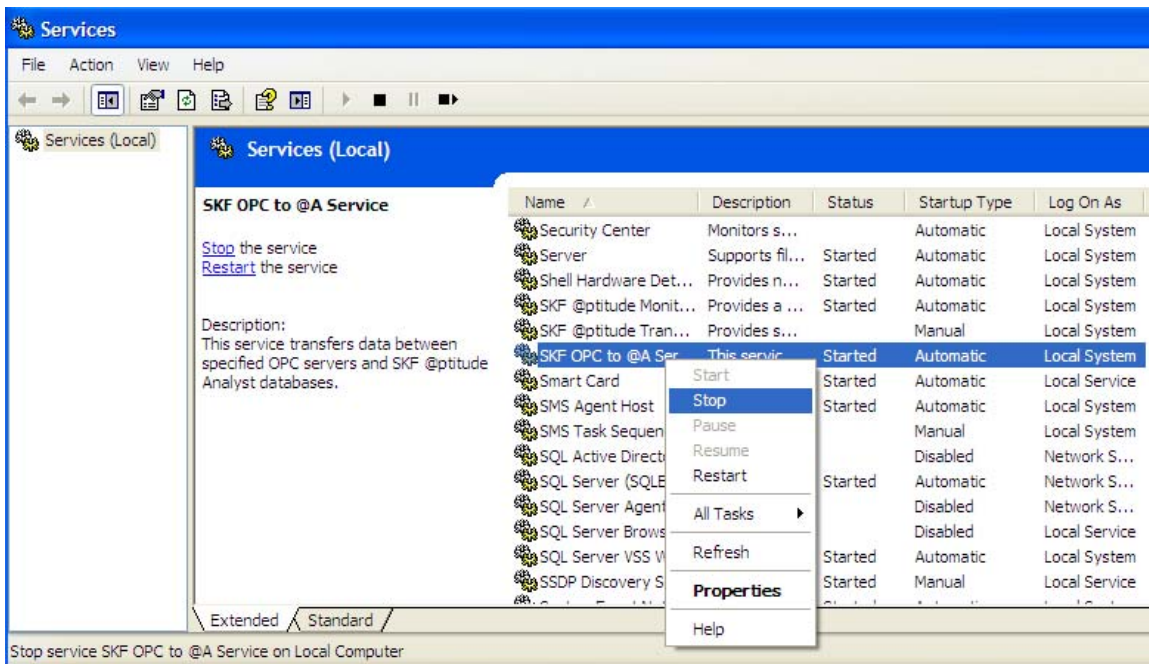 Services
File Action View Help
Services (Local)
Services (Local)
SKF OPC to @A Service
Stop the service
Restart the service
Description:
This service transfers data between
specified OPC servers and SKF @ptitude
Analyst databases.
Name Description Status Startup Type Log On As
Security Center Monitors s... Automatic Local System
Server Supports fil... Started Automatic Local System
Shell Hardware Det... Provides n... Started Automatic Local System
SKF @ptitude Monit... Provides a ... Started Automatic Local System
SKF @ptitude Tran... Provides s... Manual Local System
SKF OPC to @A Ser This servic Started Automatic Local System
Smart Card Started Automatic Local Service
SMS Agent Host Started Automatic Local System
SMS Task Sequen Manual Local System
SQL Active Direct Disabled Network S...
SQL Server (SQLE Started Automatic Network S...
SQL Server Agent Disabled Network S...
SQL Server Brows Disabled Local Service
SQL Server VSS W Started Automatic Local System
SSDP Discovery S Started Manual Local Service
Start
Stop
Pause
Resume
Restart
All Tasks
Refresh
Properties
Help
Extended Standard
Stop service SKF OPC to @A Service on Local Computer